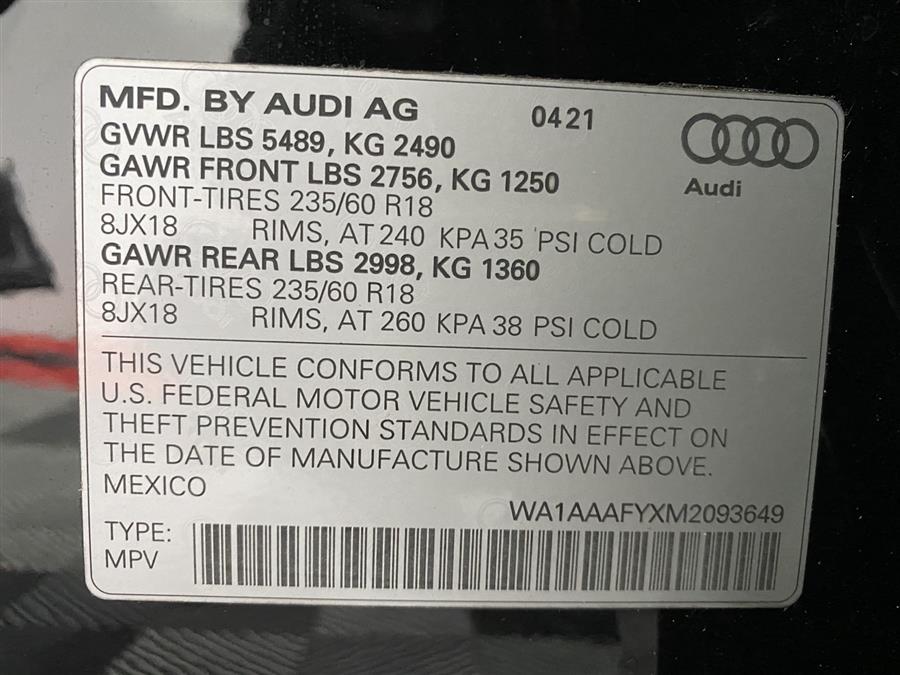 MFD. BY AUDI AG 0421
GVWR LBS 5489, KG 2490
GAWR FRONT LBS 2756, KG 1250
Audi
FRONT-TIRES 235/60 R18
8JX18 RIMS, AT 240 KPA 35 PSI COLD
GAWR REAR LBS 2998, KG 1360
REAR-TIRES 235/60 R18
8JX18 RIMS, AT 260 KPA 38 PSI COLD
THIS VEHICLE CONFORMS TO ALL APPLICABLE
U.S. FEDERAL MOTOR VEHICLE SAFETY AND
THEFT PREVENTION STANDARDS IN EFFECT ON
THE DATE OF MANUFACTURE SHOWN ABOVE.
MEXICO
WA1AAAFYXM2093649
TYPE:
MPV